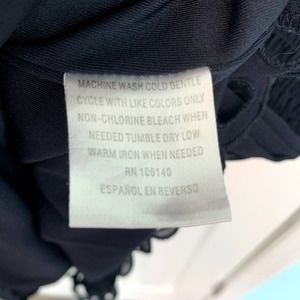 MACHINE WASH COLD GENTLE
CYCLE WITH LIKE COLORS ONLY
NON-CHLORINE BLEACH WHEN
NEEDED TUMBLE DRY LOW
WARM IRON WHEN NEEDED
RN 106140
ESPAÑOL EN REVERSO